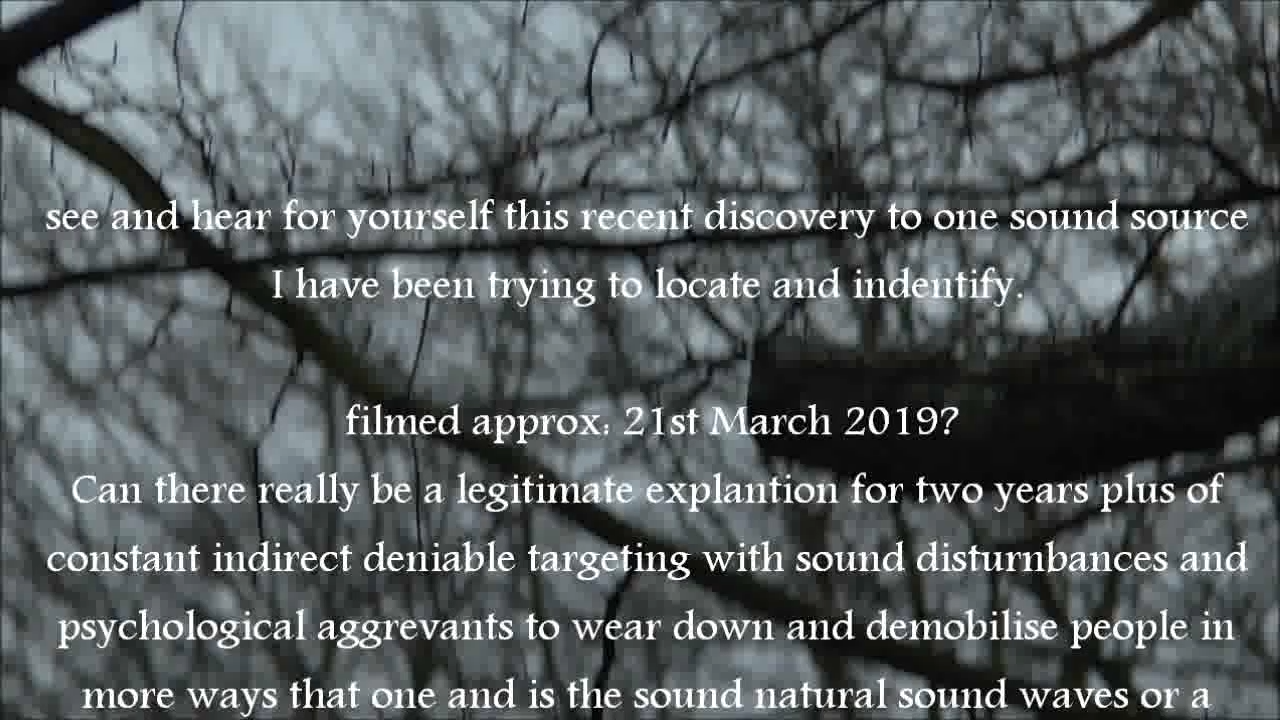 see and hear for yourself this recent discovery to one sound source
I have been trying to locate and indentify.
filmed approx: 21st March 2019?
Can there really be a legitimate explantion for two years plus of
constant indirect deniable targeting with sound disturnbances and
psychological aggrevants to wear down and demobilise people in
more ways that one and is the sound natural sound waves or a